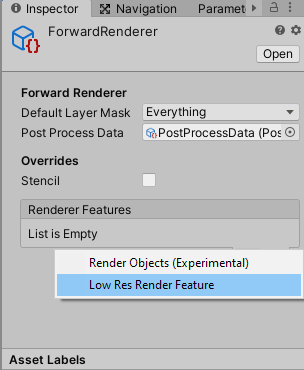 Inspector
Navigation
Paramet
ForwardRenderer
Open
Forward Renderer
Default Layer Mask Everything
Post Process Data PostProcessData (Pos
Overrides
Stencil
Renderer Features
List is Empty
Render Objects (Experimental)
Low Res Render Feature
Asset Labels